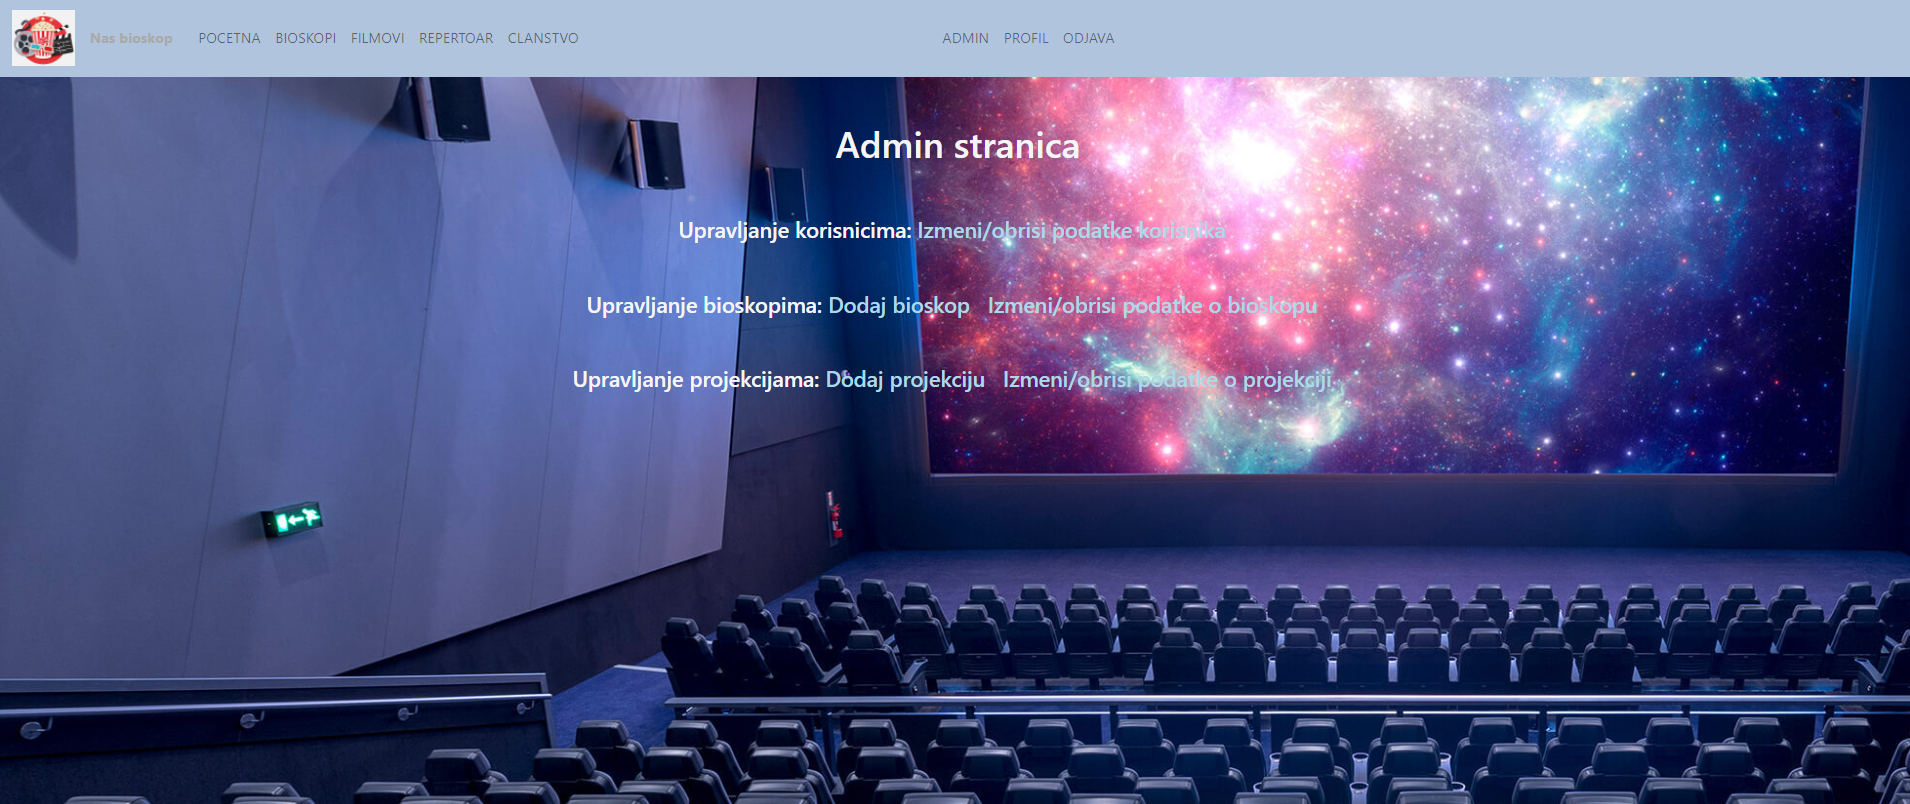 Nas bioskop POCETNA BIOSKOPI FILMOVI REPERTOAR CLANSTVO ADMIN PROFIL ODJAVA
Admin stranica
Upravljanje korisnicima: Izmeni/obrisi podatke korisnika
Upravljanje bioskopima: Dodaj bioskop Izmeni/obrisi podatke o bioskopu
Upravljanje projekcijama: Dodaj projekciju Izmeni/obrisi podatke o projekciji